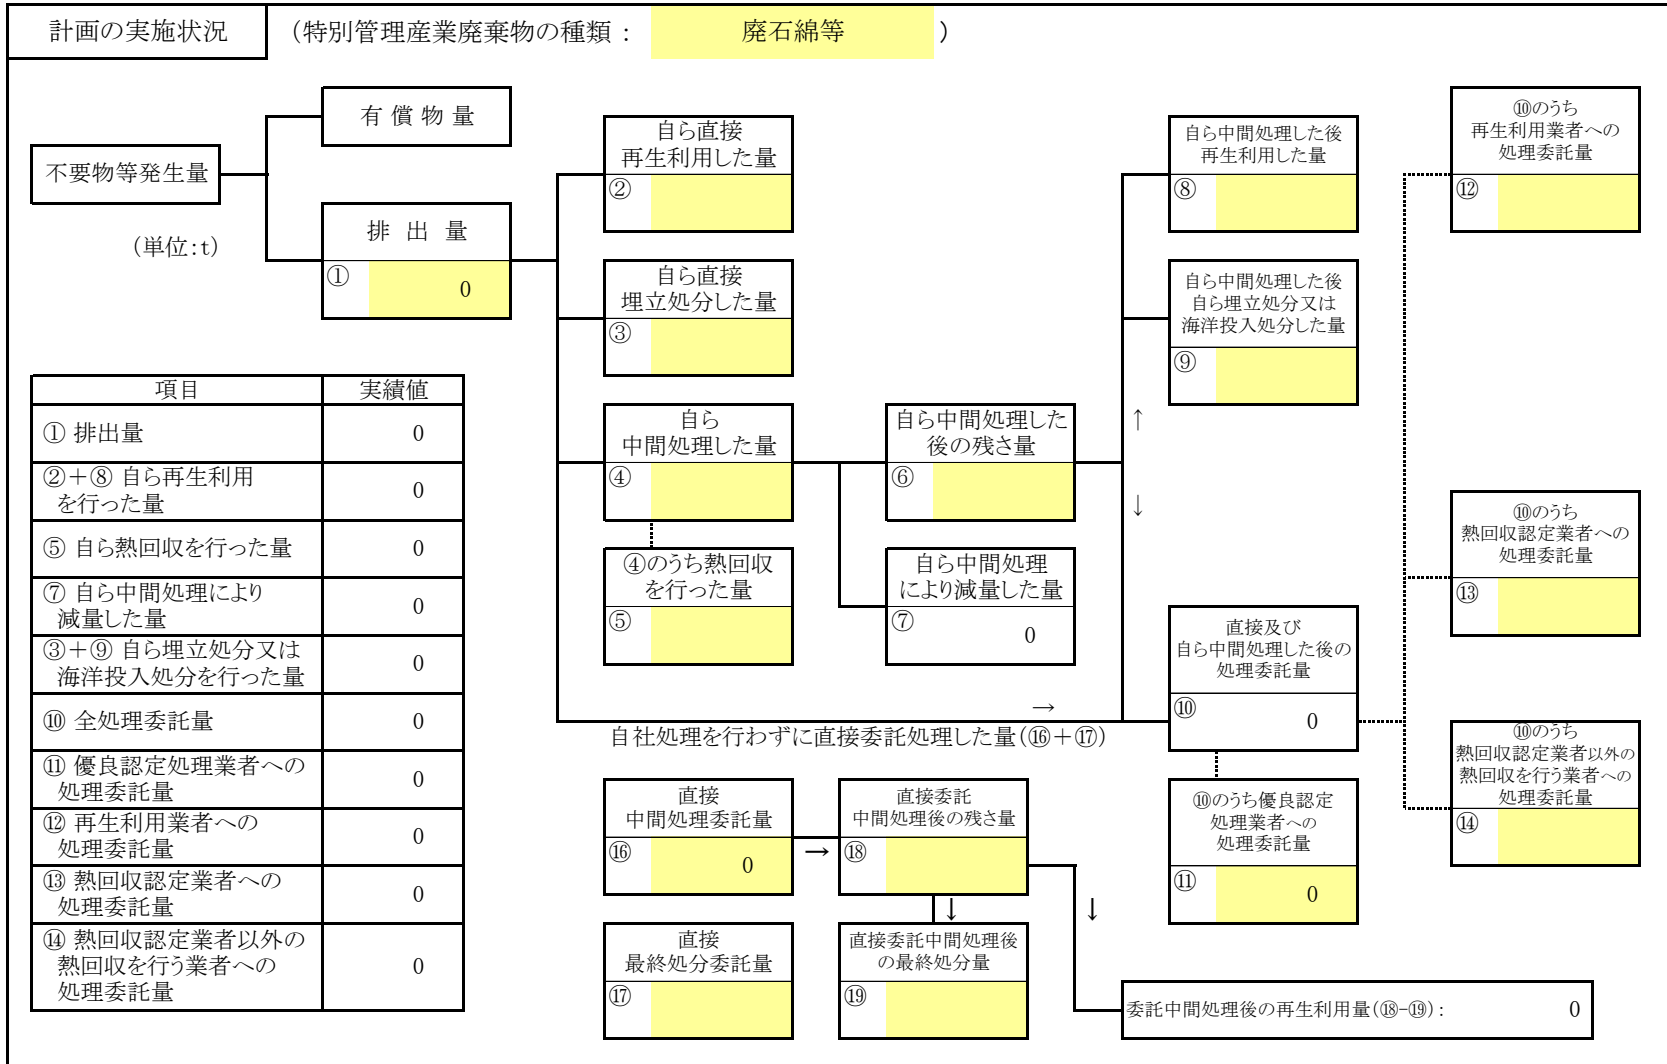 計画の実施状況
（特別管理産業廃棄物の種類： 廃石綿等 ）
不要物等発生量
（単位：t）
有 償 物 量
排 出 量
① 0
自ら直接
再生利用した量
②
自ら直接
埋立処分した量
③
自ら
中間処理した量
④
④のうち熱回収
を行った量
⑤
自ら中間処理した
後の残さ量
⑥
自ら中間処理
により減量した量
⑦ 0
自ら中間処理した後
再生利用した量
⑧
自ら中間処理した後
自ら埋立処分又は
海洋投入処分した量
⑨
↑
↓
→
直接及び
自ら中間処理した後の
処理委託量
⑩ 0
⑩のうち優良認定
処理業者への
処理委託量
⑪ 0
⑩のうち
再生利用業者への
処理委託量
⑫
⑩のうち
熱回収認定業者への
処理委託量
⑬
⑩のうち
熱回収認定業者以外の
熱回収を行う業者への
処理委託量
⑭
自社処理を行わずに直接委託処理した量（⑯＋⑰）
直接
中間処理委託量
⑯ 0
→
直接委託
中間処理後の残さ量
⑱
↓
↓
直接
最終処分委託量
⑰
直接委託中間処理後
の最終処分量
⑲
委託中間処理後の再生利用量（⑱-⑲）： 0
項目 実績値
① 排出量 0
②＋⑧ 自ら再生利用
を行った量 0
⑤ 自ら熱回収を行った量 0
⑦ 自ら中間処理により
減量した量 0
③＋⑨ 自ら埋立処分又は
海洋投入処分を行った量 0
⑩ 全処理委託量 0
⑪ 優良認定処理業者への
処理委託量 0
⑫ 再生利用業者への
処理委託量 0
⑬ 熱回収認定業者への
処理委託量 0
⑭ 熱回収認定業者以外の
熱回収を行う業者への
処理委託量 0